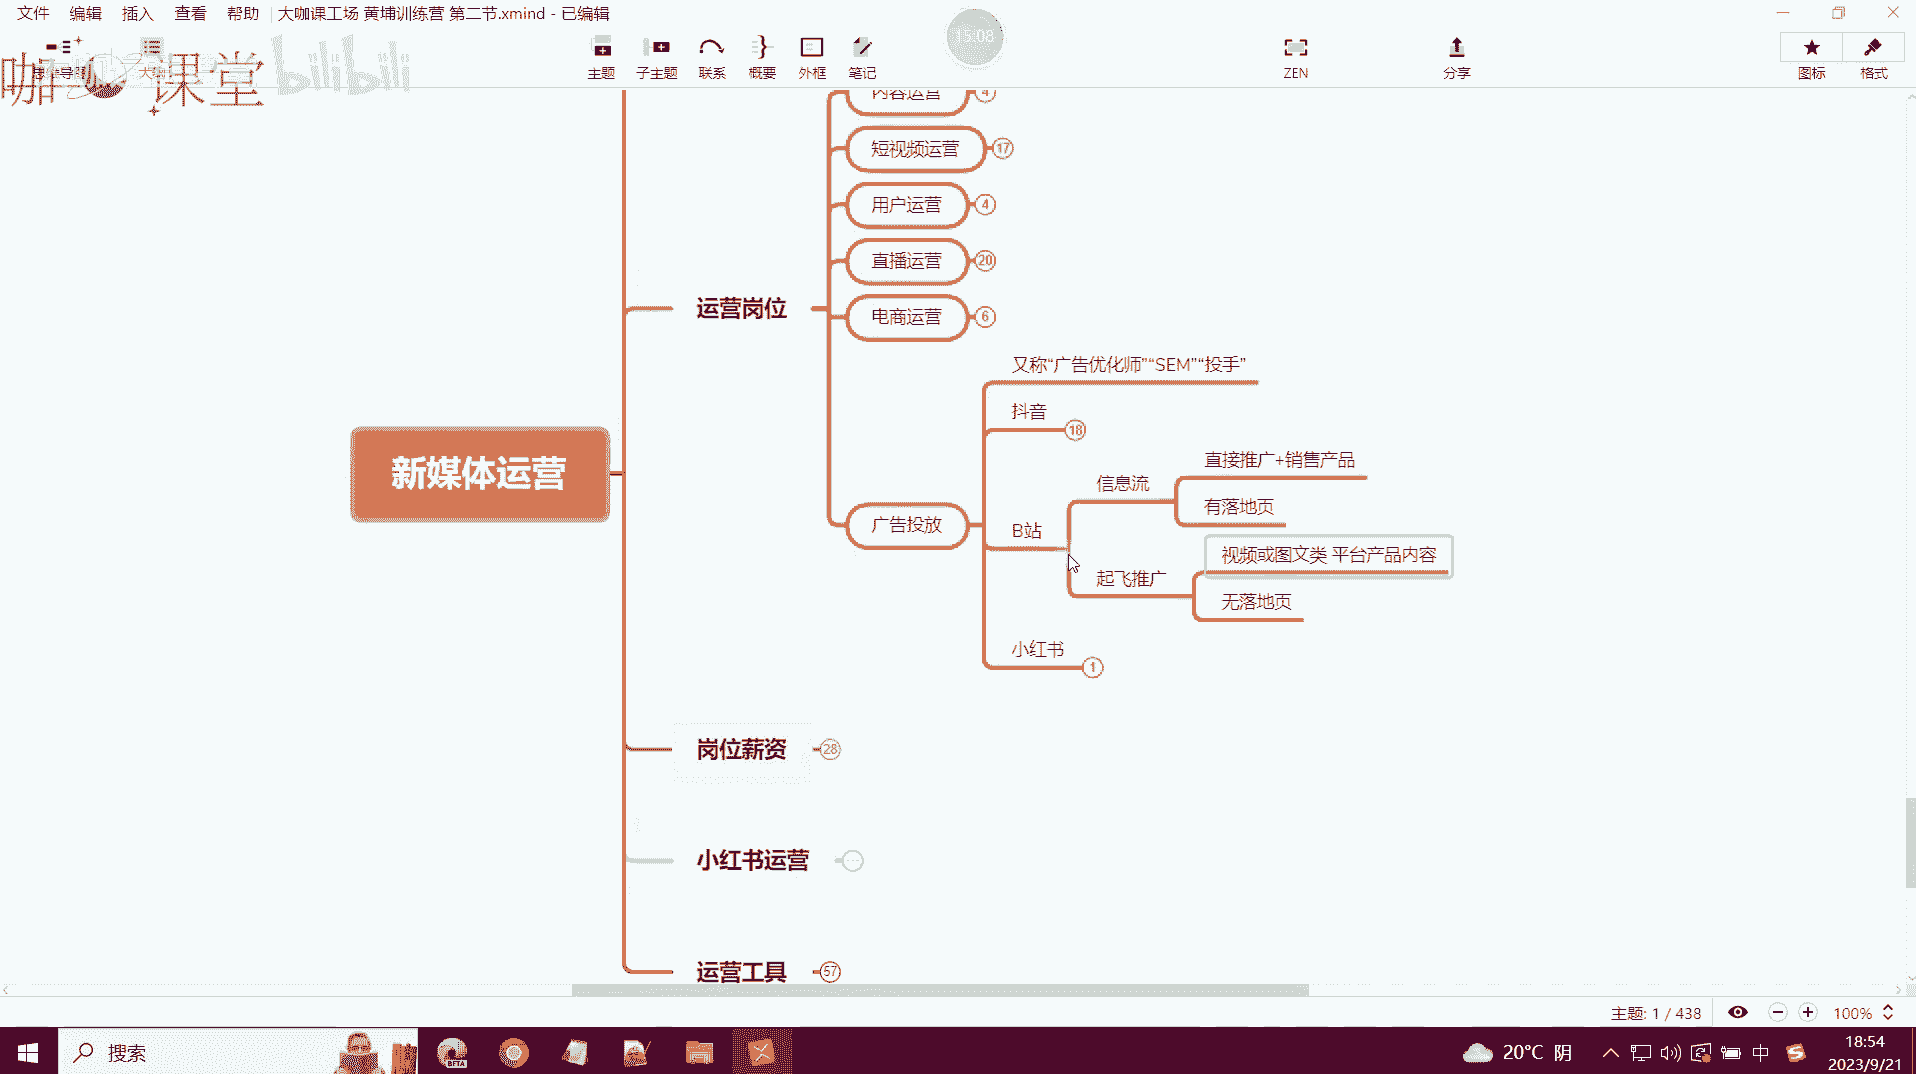 文件 编辑 插入 查看 帮助 大咖课工场 黄埔训练营 第二节.xmind - 已编辑
15:08
咖 课堂
bilibili
主题 子主题 联系 概要 外框 笔记 ZEN 分享 图标 格式
内容运营 4
短视频运营 17
用户运营 4
直播运营 20
运营岗位
电商运营 6
又称“广告优化师”“SEM”“投手”
抖音 18
直接推广+销售产品
信息流
有落地页
新媒体运营
广告投放
B站
视频或图文类 平台产品内容
起飞推广
无落地页
小红书 1
岗位薪资 28
小红书运营
运营工具 57
主题: 1 / 438 100%
搜索
BETA
20°C 阴
中
18:54
2023/9/21